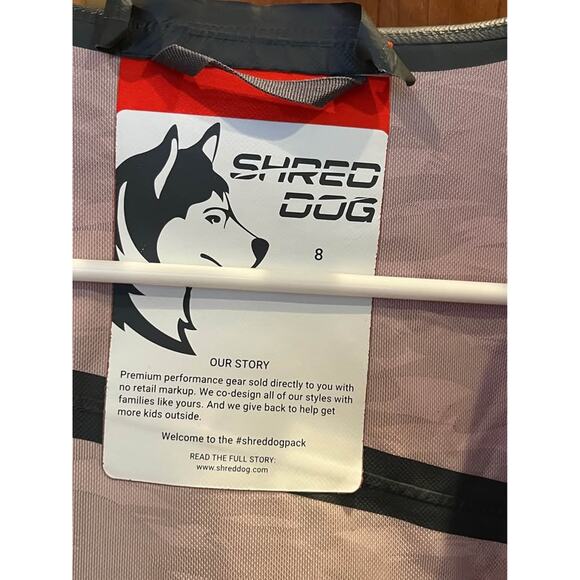 SHRED
DOG
8
OUR STORY
Premium performance gear sold directly to you with
no retail markup. We co-design all of our styles with
families like yours. And we give back to help get
more kids outside.
Welcome to the #shreddogpack
READ THE FULL STORY:
www.shreddog.com